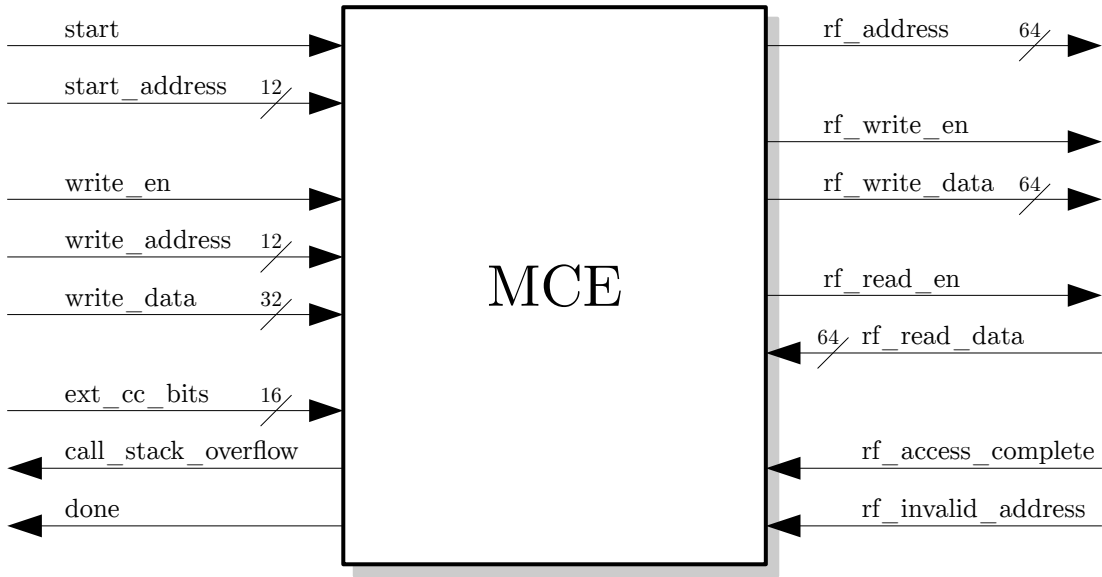 start
start_address 12
write_en
write_address 12
write_data 32
ext_cc_bits 16
call_stack_overflow
done
MCE
rf_address 64
rf_write_en
rf_write_data 64
rf_read_en
64 rf_read_data
rf_access_complete
rf_invalid_address